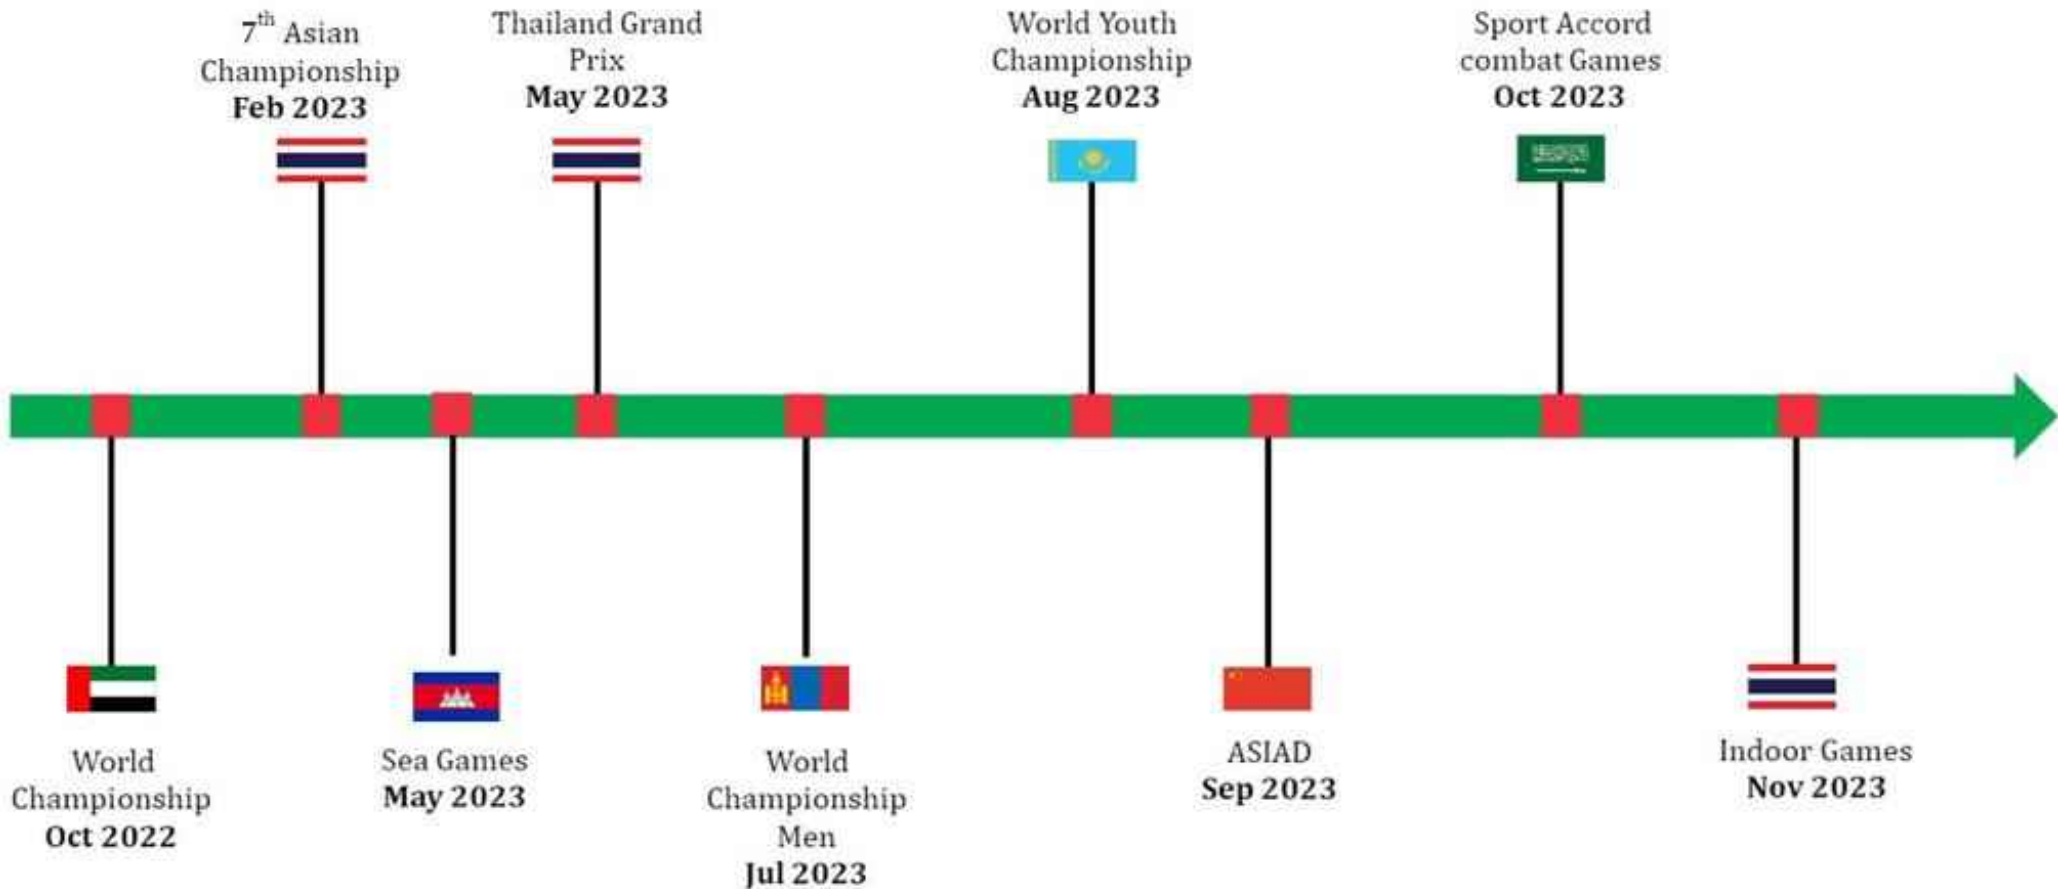 7th Asian
Championship
Feb 2023
Thailand Grand
Prix
May 2023
World Youth
Championship
Aug 2023
Sport Accord
combat Games
Oct 2023
World
Championship
Oct 2022
Sea Games
May 2023
World
Championship
Men
Jul 2023
ASIAD
Sep 2023
Indoor Games
Nov 2023